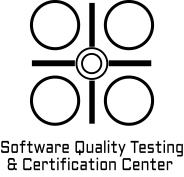 Software Quality Testing
& Certification Center